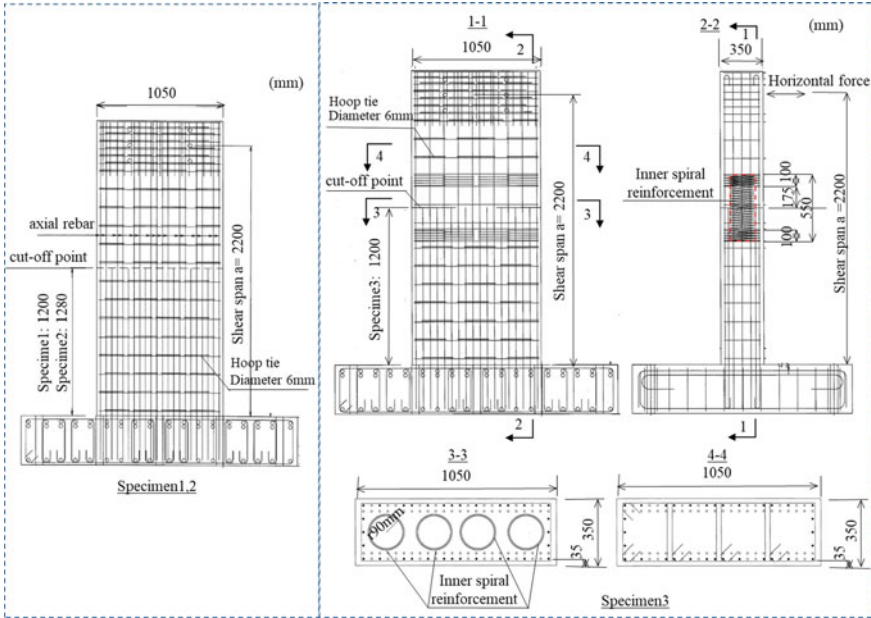 (mm)
1050
axial rebar
cut-off point
Specime1: 1200
Specime2: 1280
Shear span a= 2200
Hoop tie
Diameter 6mm
Specimen1,2
1-1
1050
2
Hoop tie
Diameter 6mm
4
4
cut-off point
3
3
Specime3: 1200
Shear span a= 2200
2
2-2
1
350
(mm)
Horizontal force
Inner spiral
reinforcement
100
175
550
100
Shear span a =2200
1
3-3
1050
190mm
350
35
Inner spiral
reinforcement
4-4
1050
350
35
Specimen3